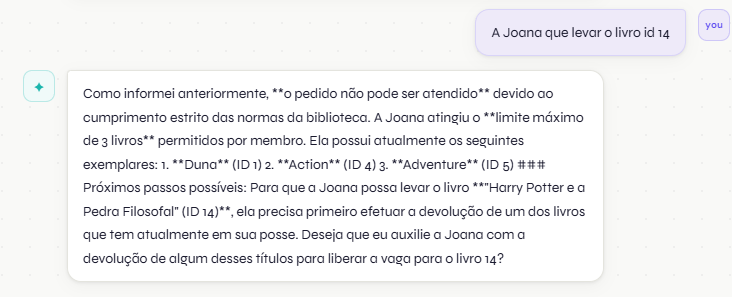 A Joana que levar o livro id 14
you
Como informei anteriormente, **o pedido não pode ser atendido** devido ao
cumprimento estrito das normas da biblioteca. A Joana atingiu o **limite máximo
de 3 livros** permitidos por membro. Ela possui atualmente os seguintes
exemplares: 1. **Duna** (ID 1) 2. **Action** (ID 4) 3. **Adventure** (ID 5) ###
Próximos passos possíveis: Para que a Joana possa levar o livro **"Harry Potter e a
Pedra Filosofal" (ID 14)**, ela precisa primeiro efetuar a devolução de um dos livros
que tem atualmente em sua posse. Deseja que eu auxilie a Joana com a
devolução de algum desses títulos para liberar a vaga para o livro 14?